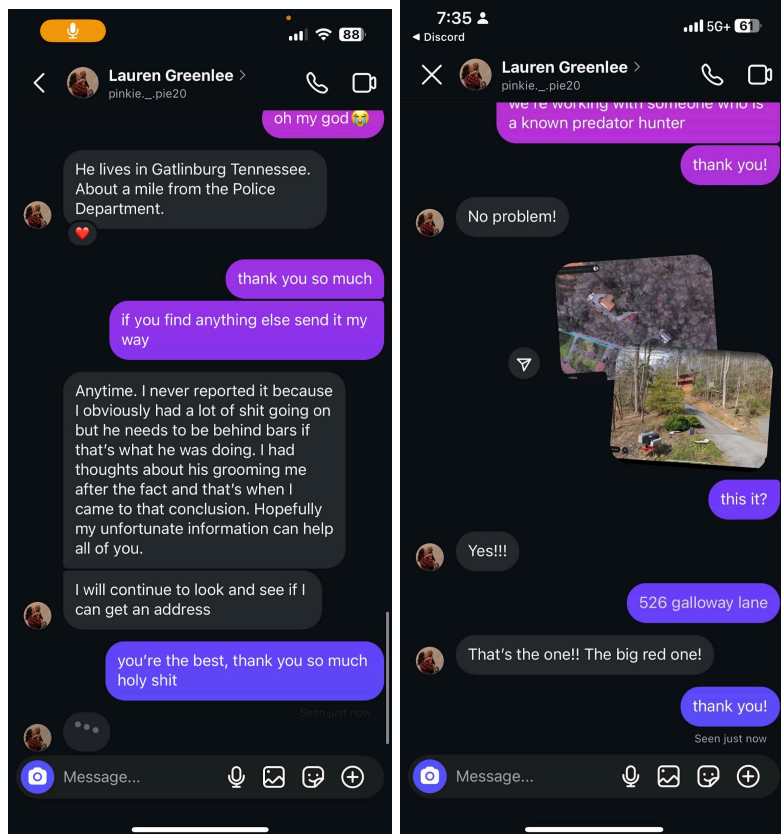 88
Lauren Greenlee >
pinkie._.pie20
oh my god😭
He lives in Gatlinburg Tennessee.
About a mile from the Police
Department.
thank you so much
if you find anything else send it my
way
Anytime. I never reported it because
I obviously had a lot of shit going on
but he needs to be behind bars if
that's what he was doing. I had
thoughts about his grooming me
after the fact and that's when I
came to that conclusion. Hopefully
my unfortunate information can help
all of you.
I will continue to look and see if I
can get an address
you're the best, thank you so much
holy shit
Seen just now
Message...
7:35
5G+ 61
◀ Discord
Lauren Greenlee >
pinkie._.pie20
we're working with someone who is
a known predator hunter
thank you!
No problem!
this it?
Yes!!!
526 galloway lane
That's the one!! The big red one!
thank you!
Seen just now
Message...